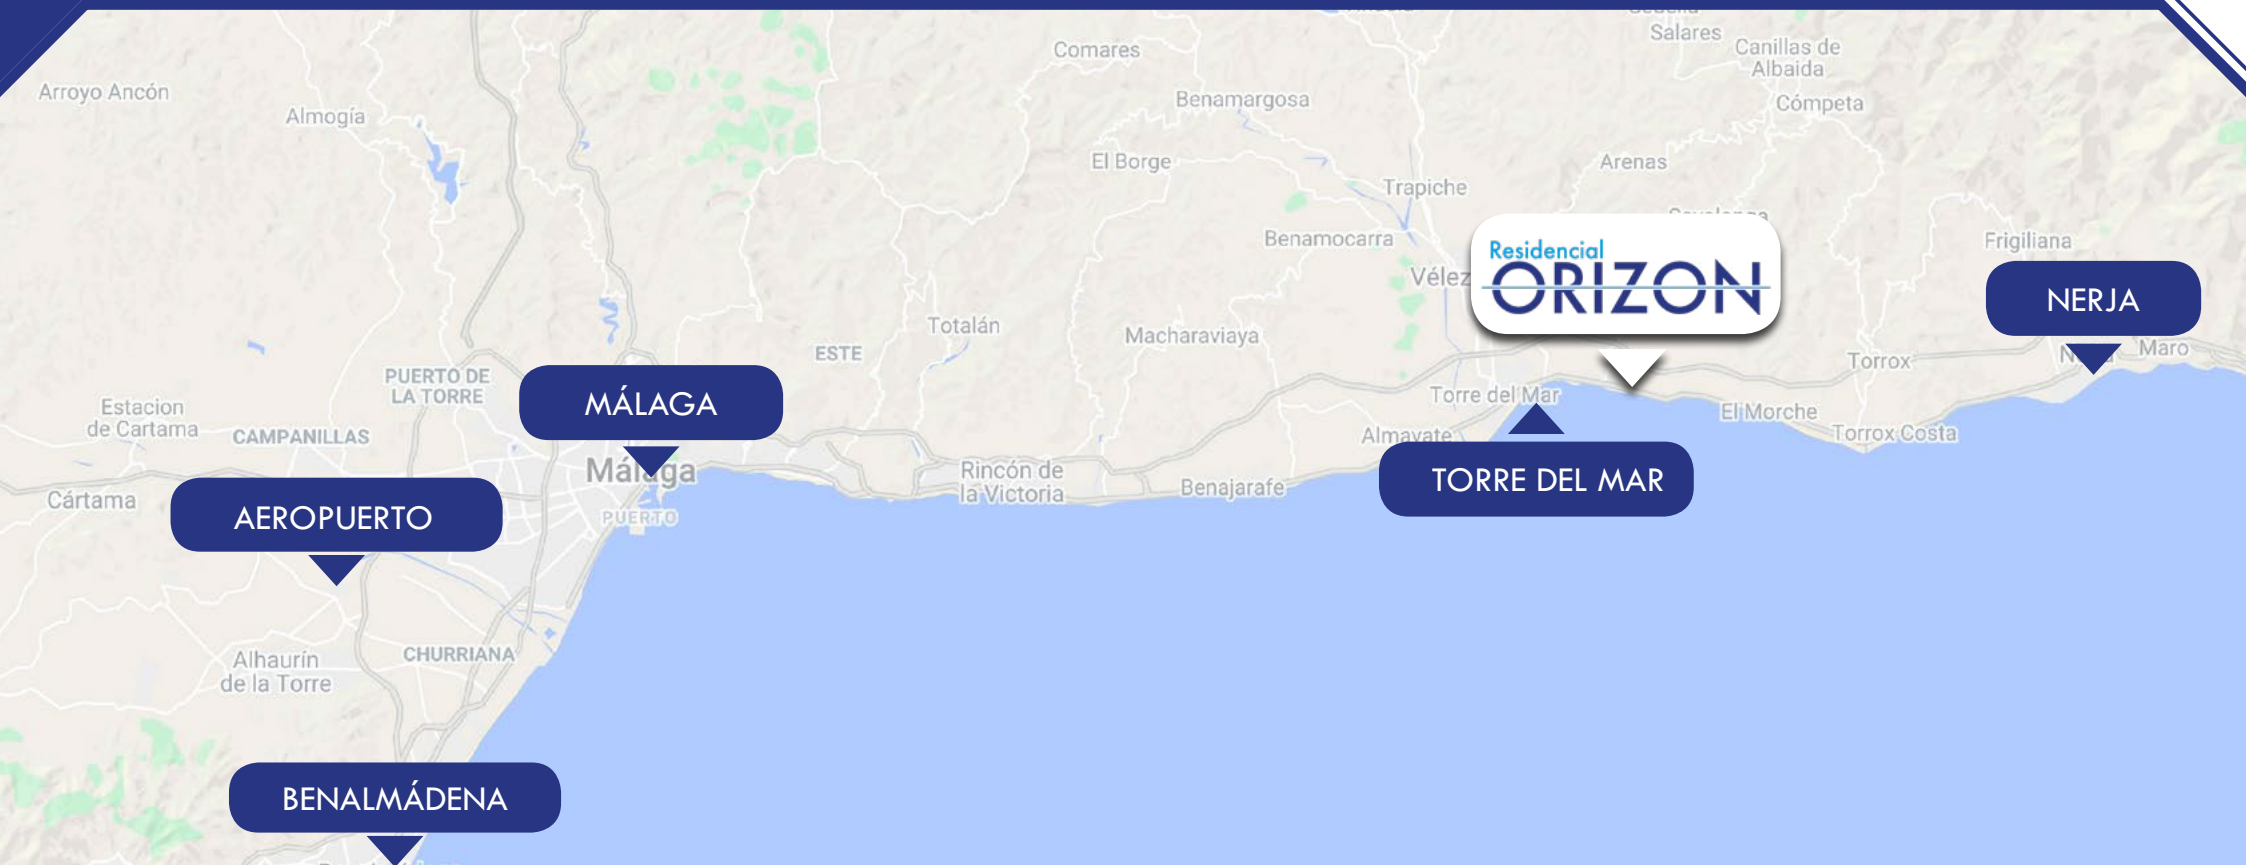 Salares
Comares
Canillas de
Albaida
Arroyo Ancón
Benamargosa
Cómpeta
Almogía
El Borge
Arenas
Trapiche
Benamocarra
Frigiliana
Residencial
ORIZON
Vélez
NERJA
Totalán
Macharaviaya
ESTE
Maro
Torrox
PUERTO DE
LA TORRE
MÁLAGA
Torre del Mar
Estacion
de Cartama
El Morche
CAMPANILLAS
Almayate
Torrox Costa
Málaga
Rincón de
la Victoria
TORRE DEL MAR
Benajarafe
Cártama
AEROPUERTO
PUERTO
CHURRIANA
Alhaurín
de la Torre
BENALMÁDENA